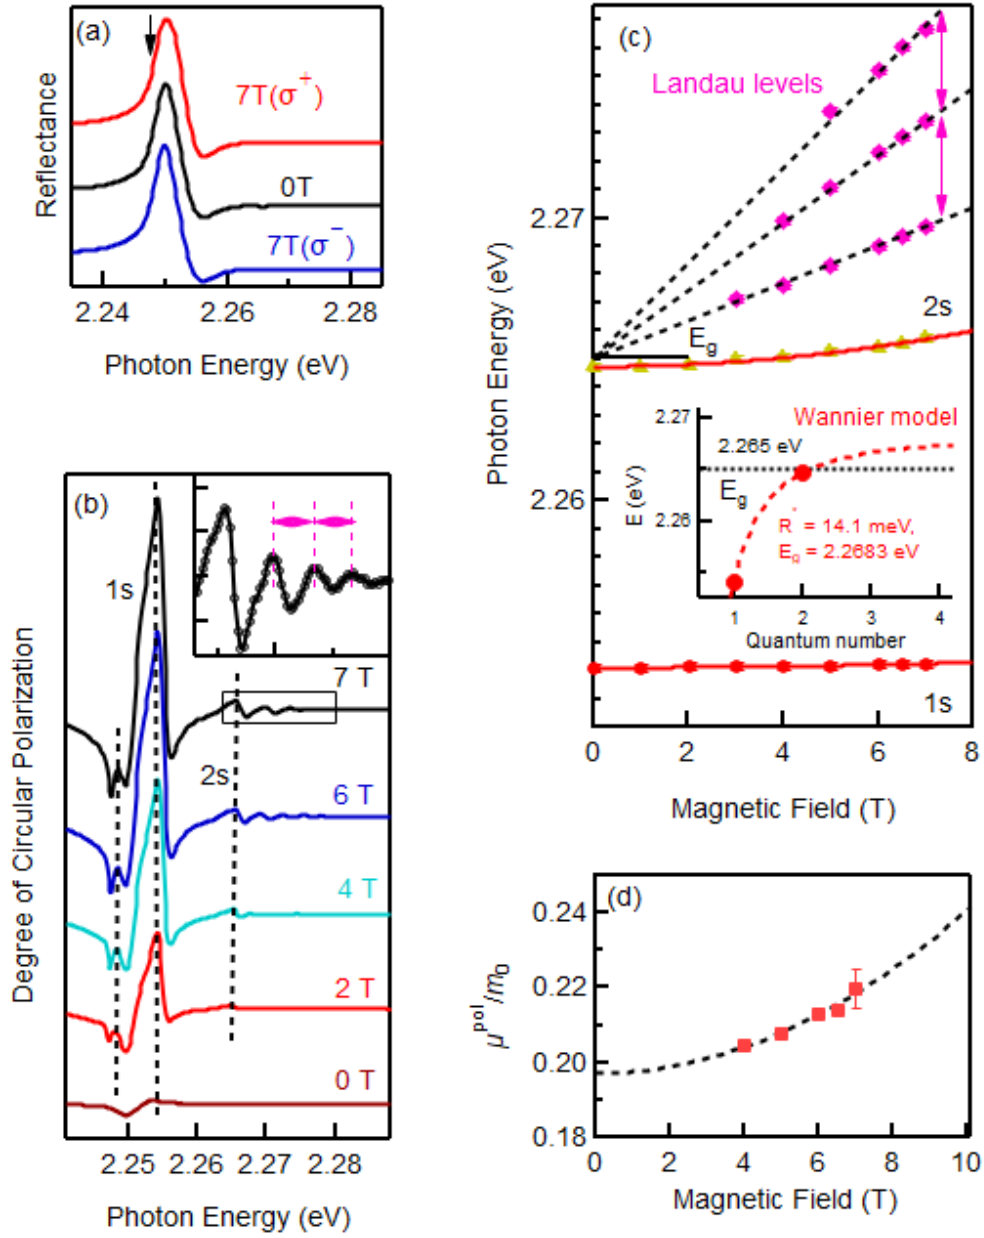 (a)
7T(σ⁺)
0T
7T(σ⁻)
Reflectance
2.24 2.26 2.28
Photon Energy (eV)
(b)
1s
7 T
2s
6 T
4 T
2 T
0 T
Degree of Circular Polarization
2.25 2.26 2.27 2.28
Photon Energy (eV)
(c)
Landau levels
2.27
2s
E_g
Photon Energy (eV)
2.27
Wannier model
2.265 eV
E_g
E (eV)
2.26
R* = 14.1 meV,
E_g = 2.2683 eV
1 2 3 4
Quantum number
2.26
1s
0 2 4 6 8
Magnetic Field (T)
(d)
0.24
0.22
0.20
0.18
μ^pol/m₀
0 2 4 6 8 10
Magnetic Field (T)